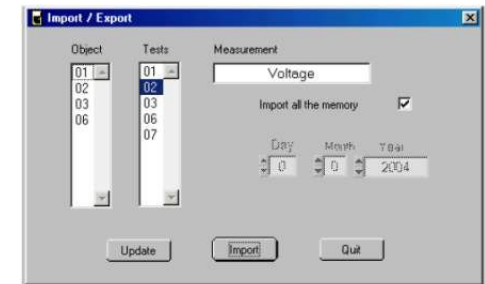 Import / Export
Object Tests Measurement
01 01 Voltage
02 02
03 03 Import all the memory
06 06
07
Day Month Year
0 0 2004
Update Import Quit